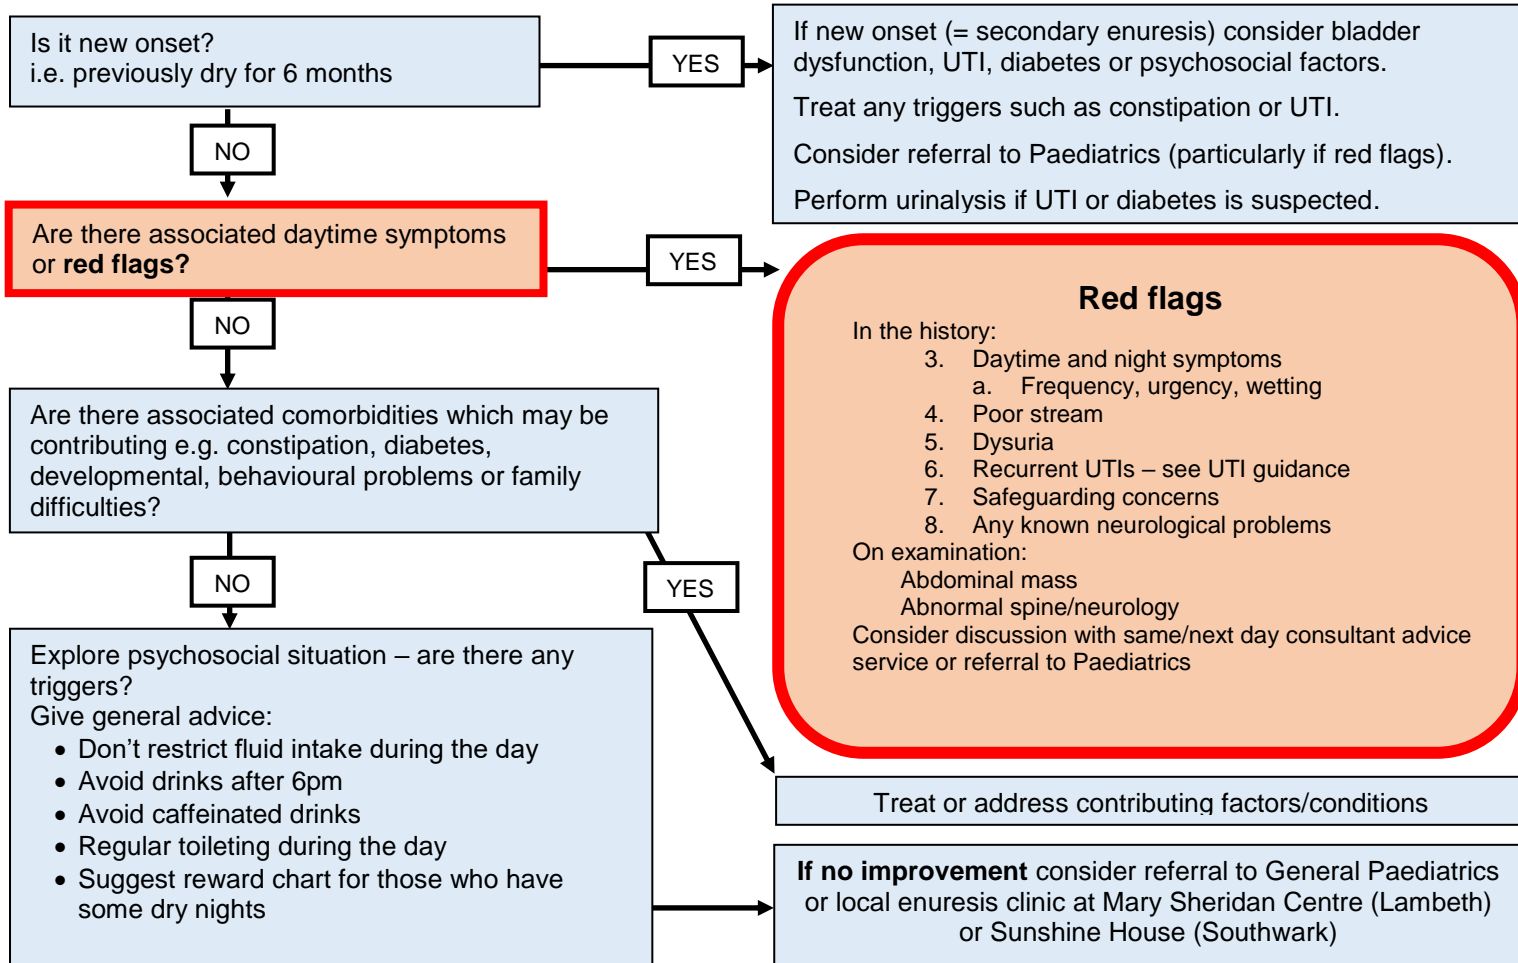 Is it new onset?
i.e. previously dry for 6 months
YES
If new onset (= secondary enuresis) consider bladder
dysfunction, UTI, diabetes or psychosocial factors.
Treat any triggers such as constipation or UTI.
Consider referral to Paediatrics (particularly if red flags).
Perform urinalysis if UTI or diabetes is suspected.
NO
Are there associated daytime symptoms
or red flags?
YES
Red flags
In the history:
3. Daytime and night symptoms
a. Frequency, urgency, wetting
4. Poor stream
5. Dysuria
6. Recurrent UTIs – see UTI guidance
7. Safeguarding concerns
8. Any known neurological problems
On examination:
Abdominal mass
Abnormal spine/neurology
Consider discussion with same/next day consultant advice
service or referral to Paediatrics
NO
Are there associated comorbidities which may be
contributing e.g. constipation, diabetes,
developmental, behavioural problems or family
difficulties?
YES
Treat or address contributing factors/conditions
NO
Explore psychosocial situation – are there any
triggers?
Give general advice:
• Don’t restrict fluid intake during the day
• Avoid drinks after 6pm
• Avoid caffeinated drinks
• Regular toileting during the day
• Suggest reward chart for those who have
some dry nights
If no improvement consider referral to General Paediatrics
or local enuresis clinic at Mary Sheridan Centre (Lambeth)
or Sunshine House (Southwark)